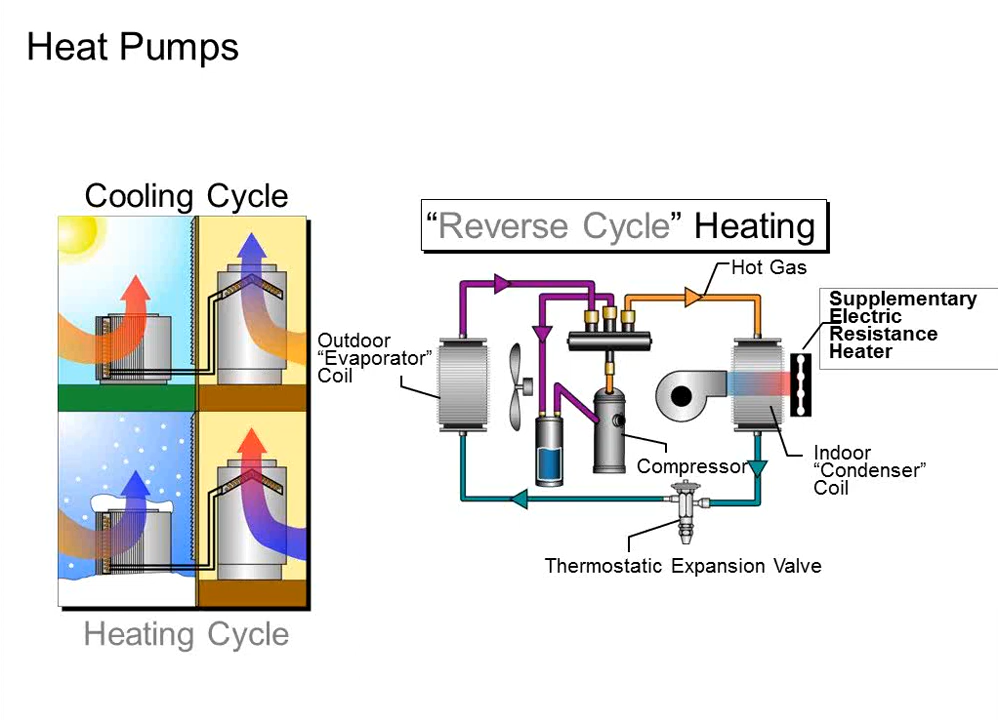 Heat Pumps
Cooling Cycle
“Reverse Cycle” Heating
Hot Gas
Supplementary
Electric
Resistance
Heater
Outdoor
“Evaporator”
Coil
Compressor
Indoor
“Condenser”
Coil
Thermostatic Expansion Valve
Heating Cycle